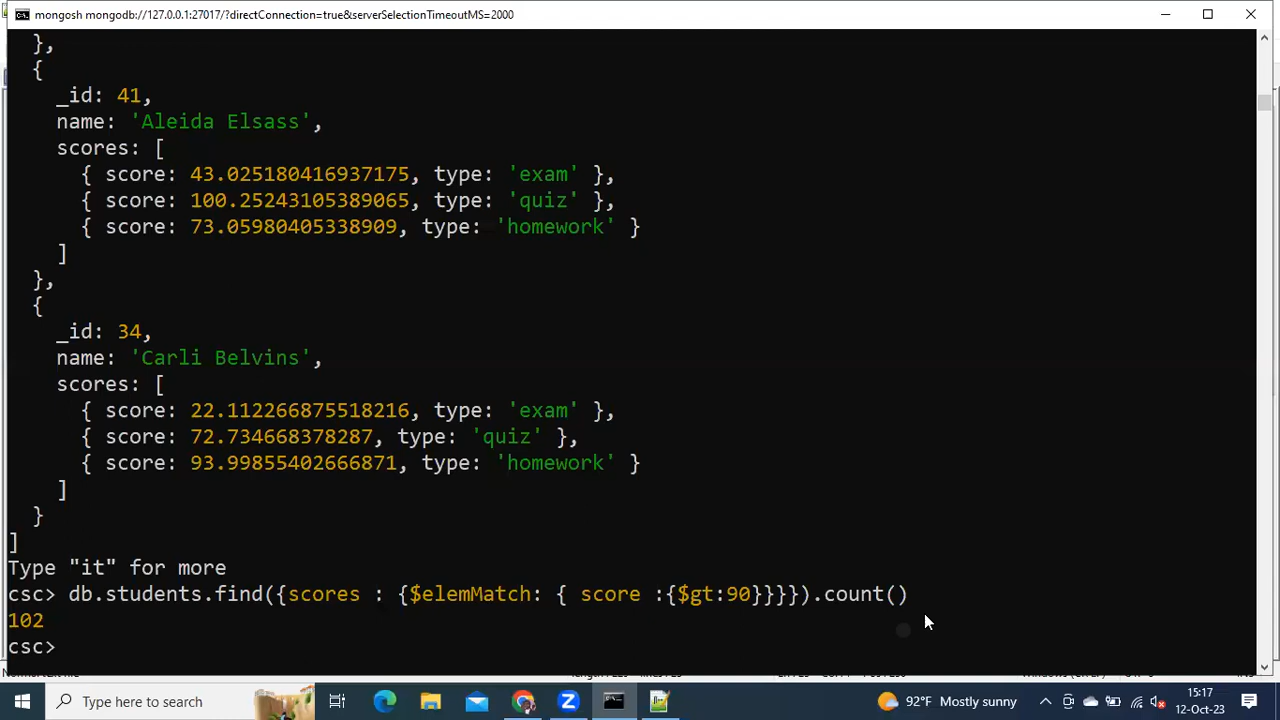 mongosh mongodb://127.0.0.1:27017/?directConnection=true&serverSelectionTimeoutMS=2000
},
{
_id: 41,
name: 'Aleida Elsass',
scores: [
{ score: 43.025180416937175, type: 'exam' },
{ score: 100.25243105389065, type: 'quiz' },
{ score: 73.05980405338909, type: 'homework' }
]
},
{
_id: 34,
name: 'Carli Belvins',
scores: [
{ score: 22.112266875518216, type: 'exam' },
{ score: 72.734668378287, type: 'quiz' },
{ score: 93.99855402666871, type: 'homework' }
]
}
]
Type "it" for more
csc> db.students.find({scores : {$elemMatch: { score :{$gt:90}}}}).count()
102
csc>
Type here to search
92°F Mostly sunny
15:17
12-Oct-23